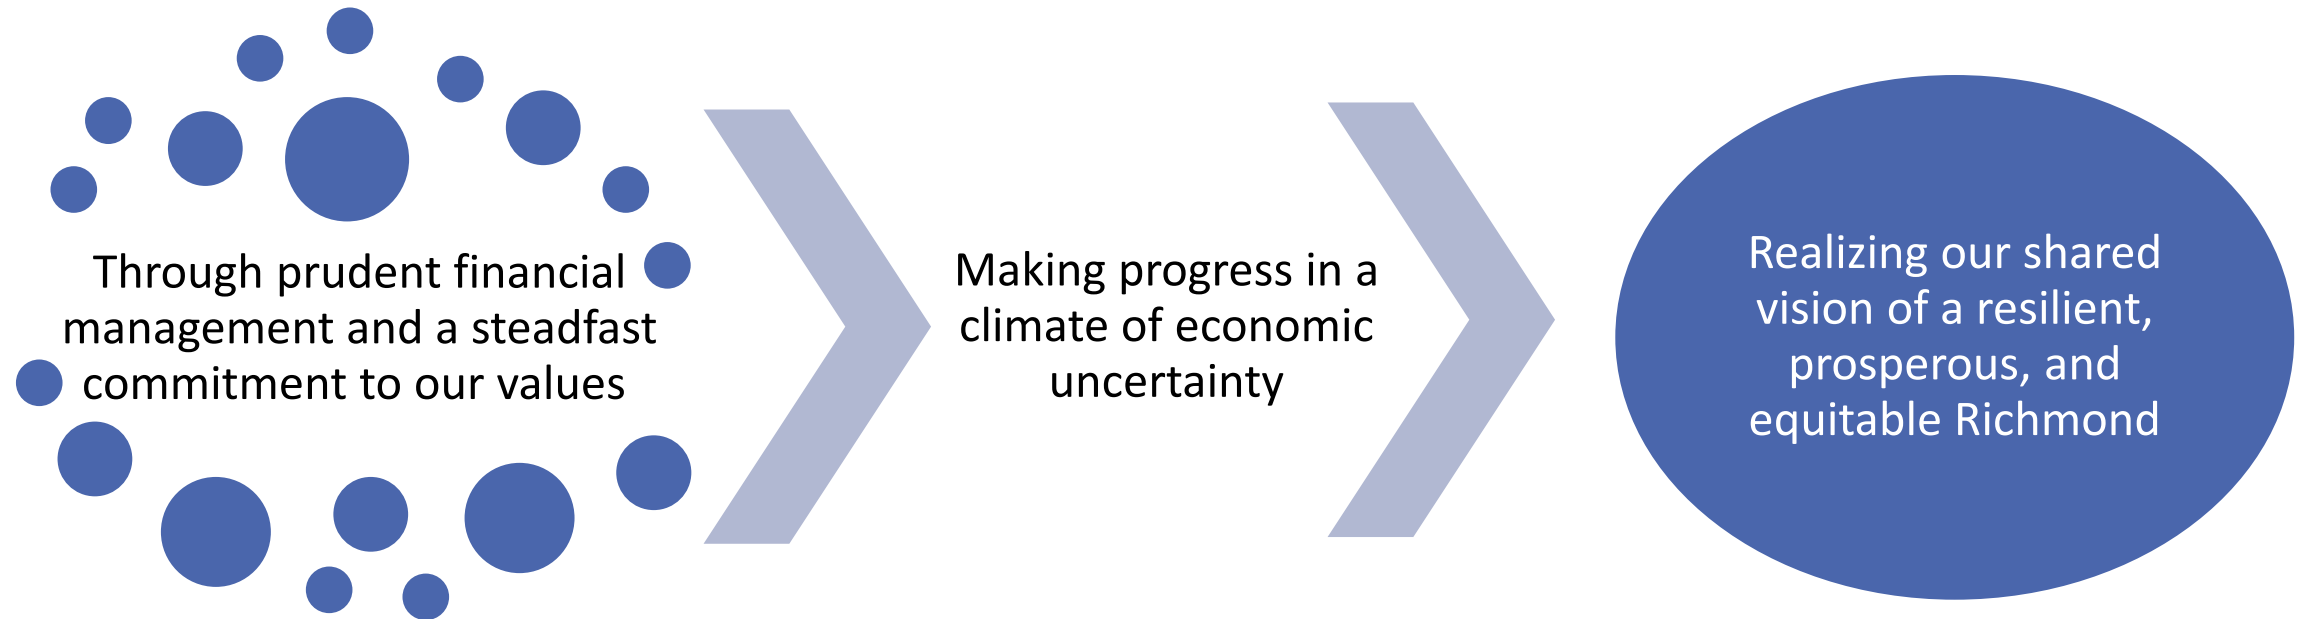 Through prudent financial
management and a steadfast
commitment to our values
Making progress in a
climate of economic
uncertainty
Realizing our shared
vision of a resilient,
prosperous, and
equitable Richmond